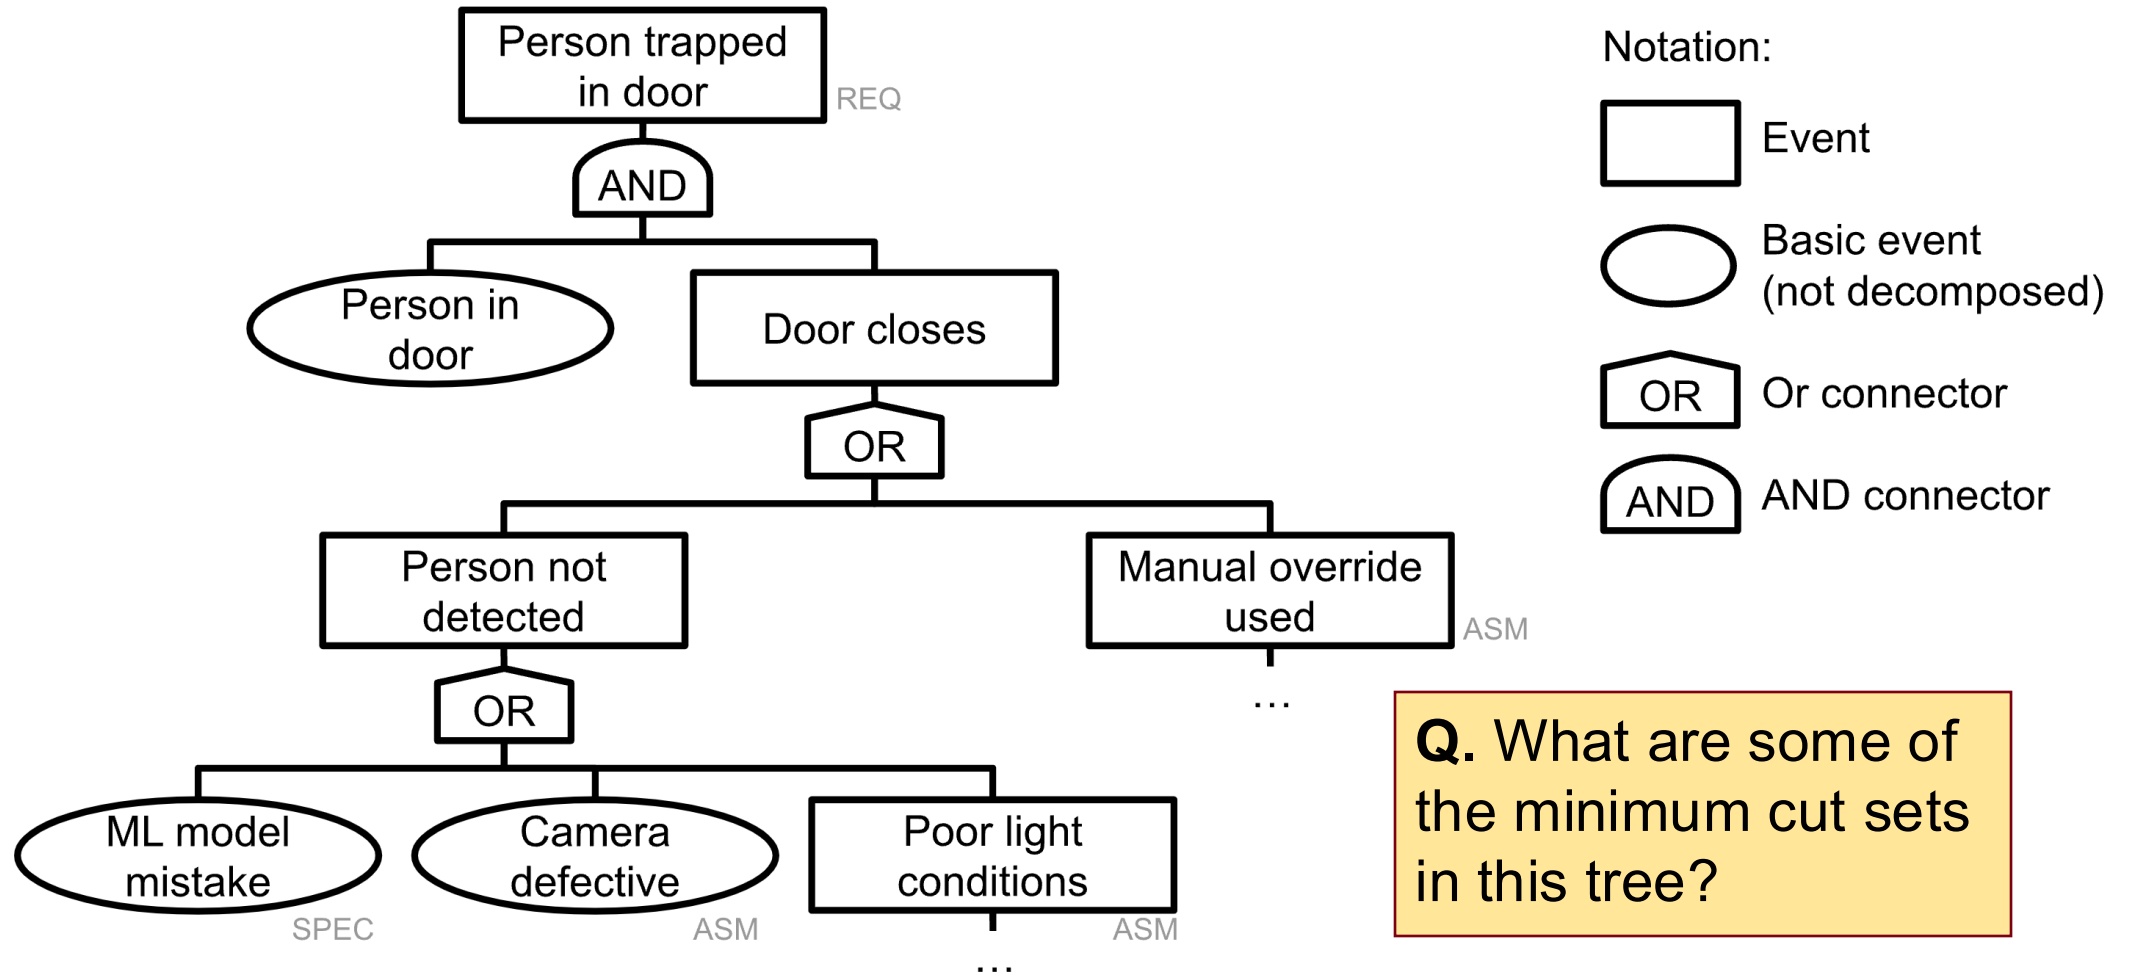 Person trapped
in door
REQ
AND
Person in
door
Door closes
OR
Person not
detected
Manual override
used
ASM
...
OR
ML model
mistake
SPEC
Camera
defective
ASM
Poor light
conditions
ASM
...
Notation:
Event
Basic event
(not decomposed)
OR
Or connector
AND
AND connector
Q. What are some of
the minimum cut sets
in this tree?